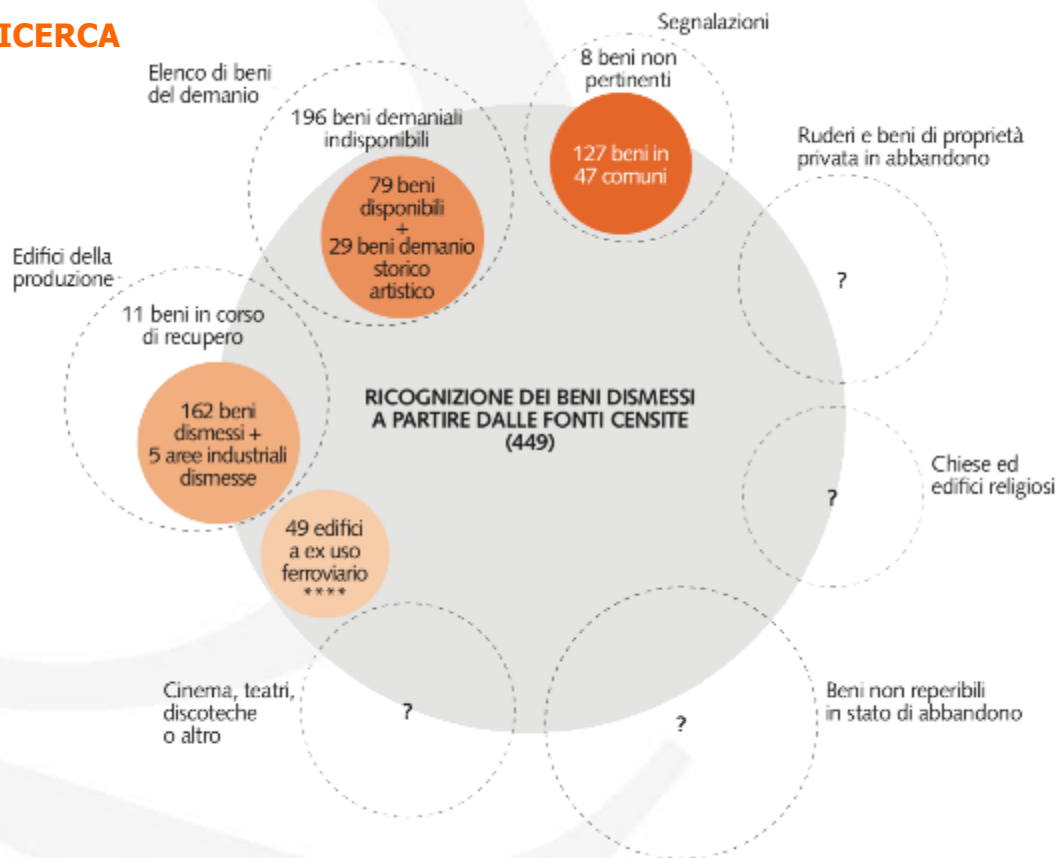 ICERCA
Segnalazioni
8 beni non
pertinenti
127 beni in
47 comuni
Elenco di beni
del demanio
196 beni demaniali
indisponibili
79 beni
disponibili
+
29 beni demanio
storico
artistico
Ruderi e beni di proprietà
privata in abbandono
?
Edifici della
produzione
11 beni in corso
di recupero
162 beni
dismessi +
5 aree industriali
dismesse
RICOGNIZIONE DEI BENI DISMESSI
A PARTIRE DALLE FONTI CENSITE
(449)
Chiese ed
edifici religiosi
?
49 edifici
a ex uso
ferroviario
****
Cinema, teatri,
discoteche
o altro
?
?
Beni non reperibili
in stato di abbandono